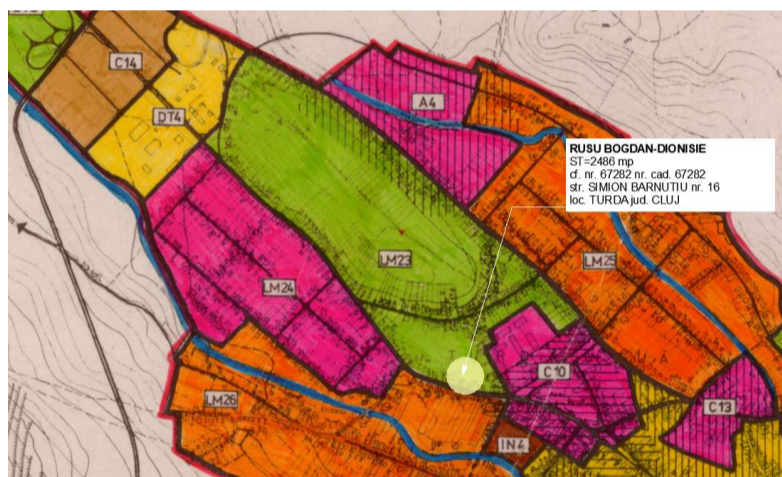 C14
DT4
A4
RUSU BOGDAN-DIONISIE
ST=2486 mp
cf. nr. 67282 nr. cad. 67282
str. SIMION BARNUTIU nr. 16
loc. TURDA jud. CLUJ
LM23
LM25
LM24
C10
LM26
C13
IN4